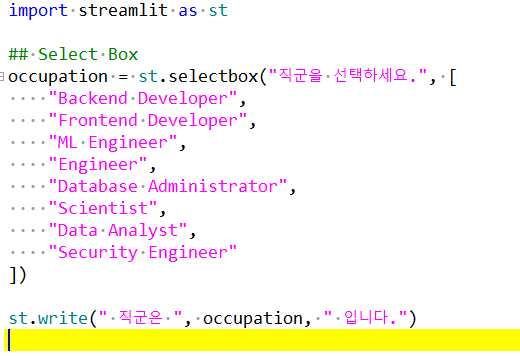 import streamlit as st
## Select Box
occupation = st.selectbox("직군을 선택하세요.", [
    "Backend Developer",
    "Frontend Developer",
    "ML Engineer",
    "Engineer",
    "Database Administrator",
    "Scientist",
    "Data Analyst",
    "Security Engineer"
])
st.write(" 직군은 ", occupation, " 입니다.")